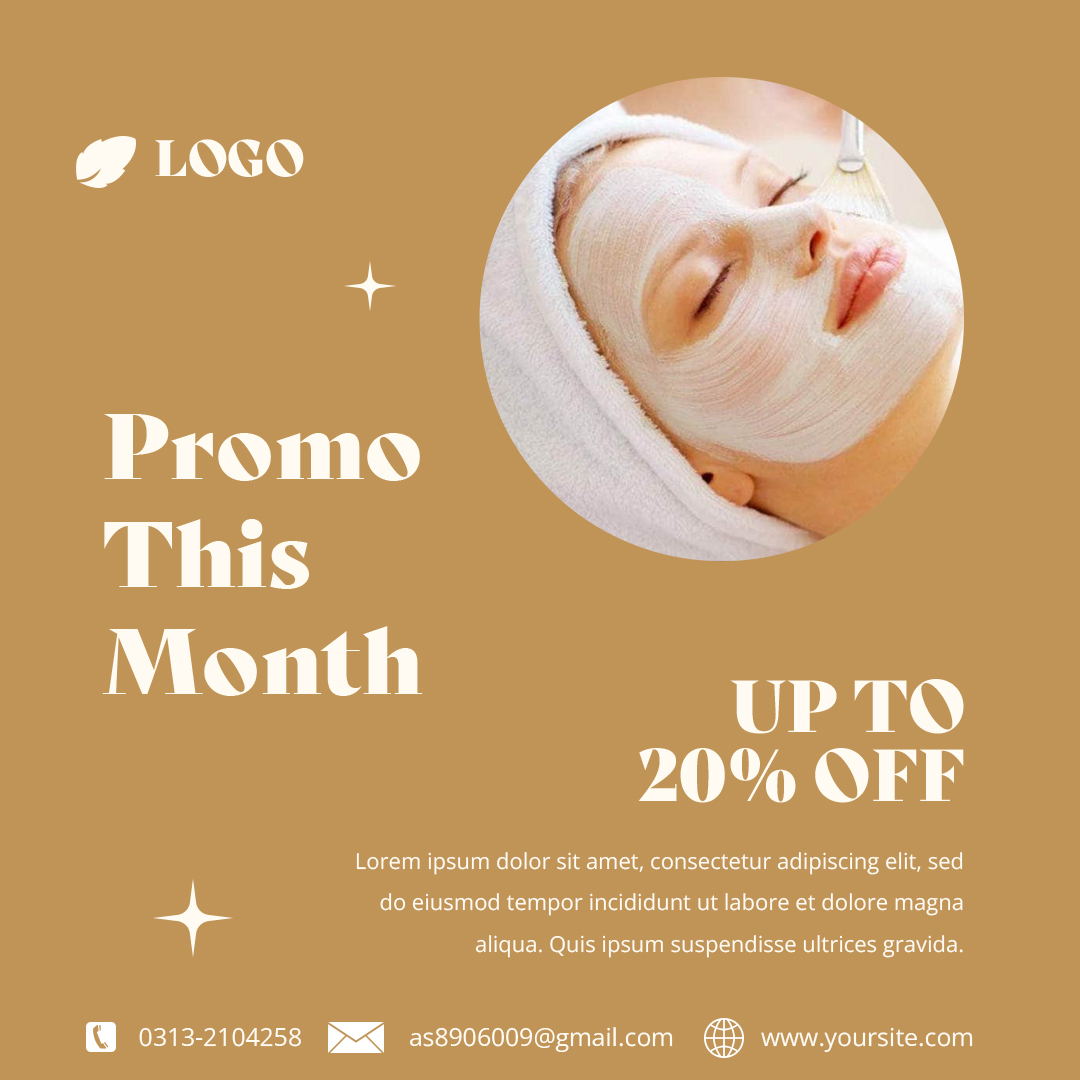 LOGO
Promo
This
Month
UP TO
20% OFF
Lorem ipsum dolor sit amet, consectetur adipiscing elit, sed
do eiusmod tempor incididunt ut labore et dolore magna
aliqua. Quis ipsum suspendisse ultrices gravida.
0313-2104258
as8906009@gmail.com
www.yoursite.com